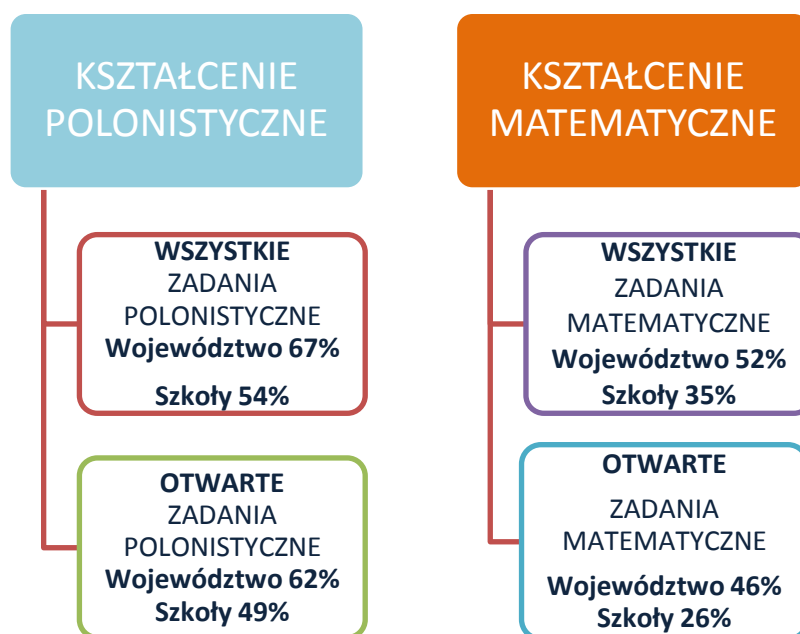 KSZTAŁCENIE
POLONISTYCZNE
WSZYSTKIE
ZADANIA
POLONISTYCZNE
Województwo 67%
Szkoły 54%
OTWARTE
ZADANIA
POLONISTYCZNE
Województwo 62%
Szkoły 49%
KSZTAŁCENIE
MATEMATYCZNE
WSZYSTKIE
ZADANIA
MATEMATYCZNE
Województwo 52%
Szkoły 35%
OTWARTE
ZADANIA
MATEMATYCZNE
Województwo 46%
Szkoły 26%